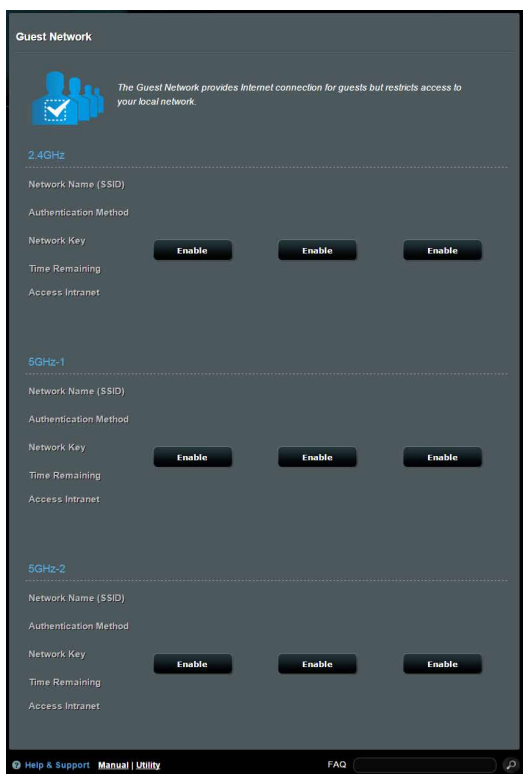 Guest Network
The Guest Network provides Internet connection for guests but restricts access to
your local network.
2.4GHz
Network Name (SSID)
Authentication Method
Network Key
Enable Enable Enable
Time Remaining
Access Intranet
5GHz-1
Network Name (SSID)
Authentication Method
Network Key
Enable Enable Enable
Time Remaining
Access Intranet
5GHz-2
Network Name (SSID)
Authentication Method
Network Key
Enable Enable Enable
Time Remaining
Access Intranet
? Help & Support Manual | Utility FAQ